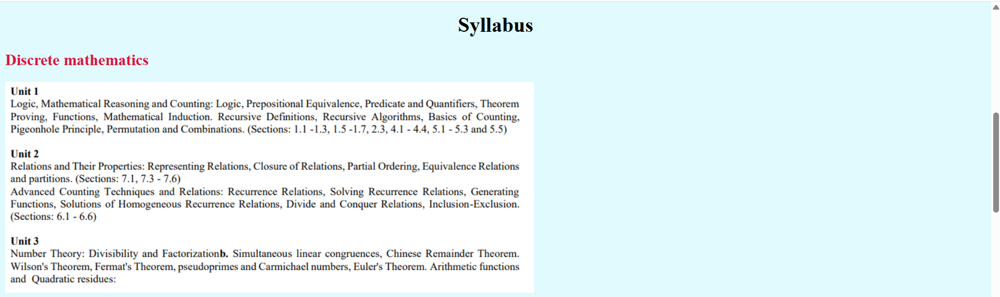 Syllabus
Discrete mathematics
Unit 1
Logic, Mathematical Reasoning and Counting: Logic, Prepositional Equivalence, Predicate and Quantifiers, Theorem
Proving, Functions, Mathematical Induction. Recursive Definitions, Recursive Algorithms, Basics of Counting,
Pigeonhole Principle, Permutation and Combinations. (Sections: 1.1 -1.3, 1.5 -1.7, 2.3, 4.1 - 4.4, 5.1 - 5.3 and 5.5)
Unit 2
Relations and Their Properties: Representing Relations, Closure of Relations, Partial Ordering, Equivalence Relations
and partitions. (Sections: 7.1, 7.3 - 7.6)
Advanced Counting Techniques and Relations: Recurrence Relations, Solving Recurrence Relations, Generating
Functions, Solutions of Homogeneous Recurrence Relations, Divide and Conquer Relations, Inclusion-Exclusion.
(Sections: 6.1 - 6.6)
Unit 3
Number Theory: Divisibility and Factorizationb. Simultaneous linear congruences, Chinese Remainder Theorem.
Wilson's Theorem, Fermat's Theorem, pseudoprimes and Carmichael numbers, Euler's Theorem. Arithmetic functions
and Quadratic residues: